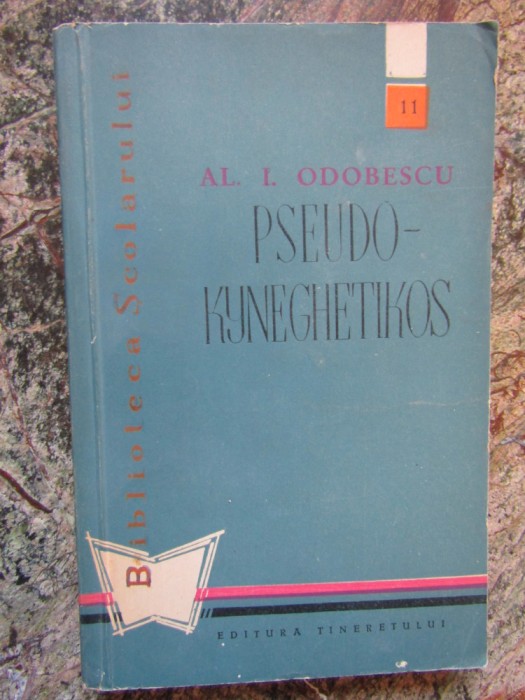 11
AL. I. ODOBESCU
PSEUDO-
KYNEGHETIKOS
Biblioteca Școlarului
EDITURA TINERETULUI